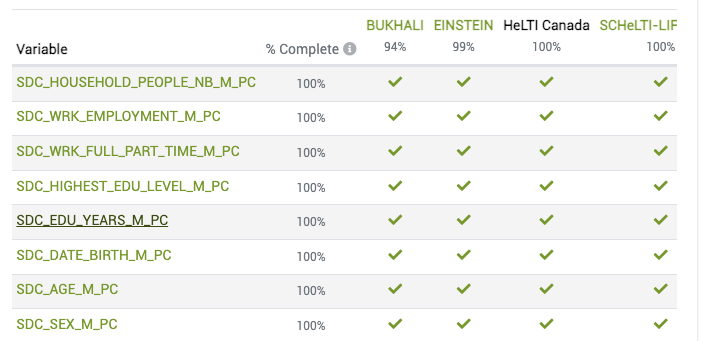 BUKHALI EINSTEIN HeLTI Canada SCHeLTI-LIF
Variable % Complete 94% 99% 100% 100%
SDC_HOUSEHOLD_PEOPLE_NB_M_PC 100%
SDC_WRK_EMPLOYMENT_M_PC 100%
SDC_WRK_FULL_PART_TIME_M_PC 100%
SDC_HIGHEST_EDU_LEVEL_M_PC 100%
SDC_EDU_YEARS_M_PC 100%
SDC_DATE_BIRTH_M_PC 100%
SDC_AGE_M_PC 100%
SDC_SEX_M_PC 100%